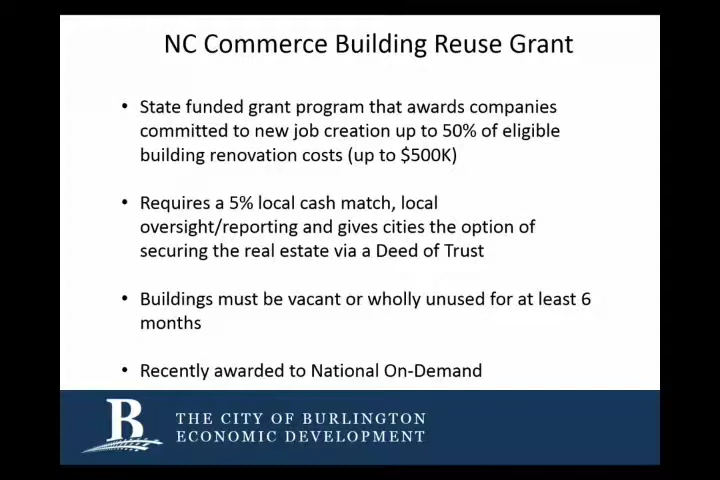 NC Commerce Building Reuse Grant
• State funded grant program that awards companies
committed to new job creation up to 50% of eligible
building renovation costs (up to $500K)
• Requires a 5% local cash match, local
oversight/reporting and gives cities the option of
securing the real estate via a Deed of Trust
• Buildings must be vacant or wholly unused for at least 6
months
• Recently awarded to National On-Demand
B
THE CITY OF BURLINGTON
ECONOMIC DEVELOPMENT